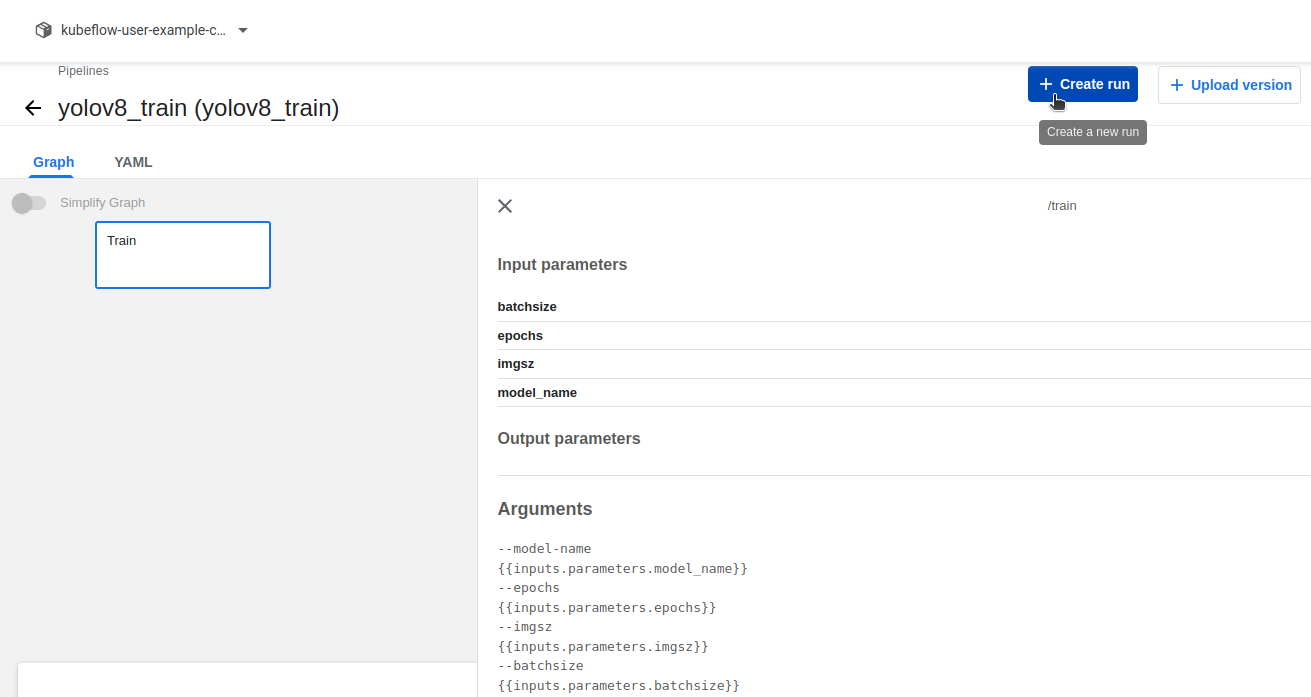 kubeflow-user-example-c...
Pipelines
yolov8_train (yolov8_train)
Create run
Upload version
Create a new run
Graph
YAML
Simplify Graph
Train
/train
Input parameters
batchsize
epochs
imgsz
model_name
Output parameters
Arguments
--model-name
{{inputs.parameters.model_name}}
--epochs
{{inputs.parameters.epochs}}
--imgsz
{{inputs.parameters.imgsz}}
--batchsize
{{inputs.parameters.batchsize}}